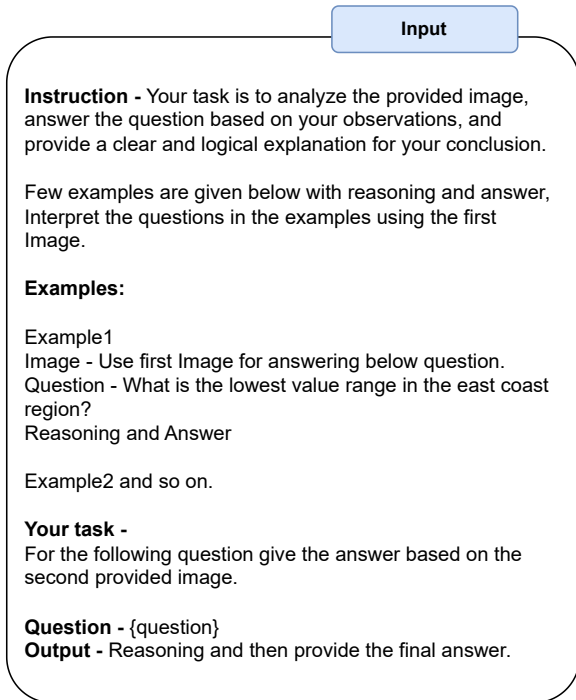 Input
Instruction - Your task is to analyze the provided image,
answer the question based on your observations, and
provide a clear and logical explanation for your conclusion.
Few examples are given below with reasoning and answer,
Interpret the questions in the examples using the first
Image.
Examples:
Example1
Image - Use first Image for answering below question.
Question - What is the lowest value range in the east coast
region?
Reasoning and Answer
Example2 and so on.
Your task -
For the following question give the answer based on the
second provided image.
Question - {question}
Output - Reasoning and then provide the final answer.